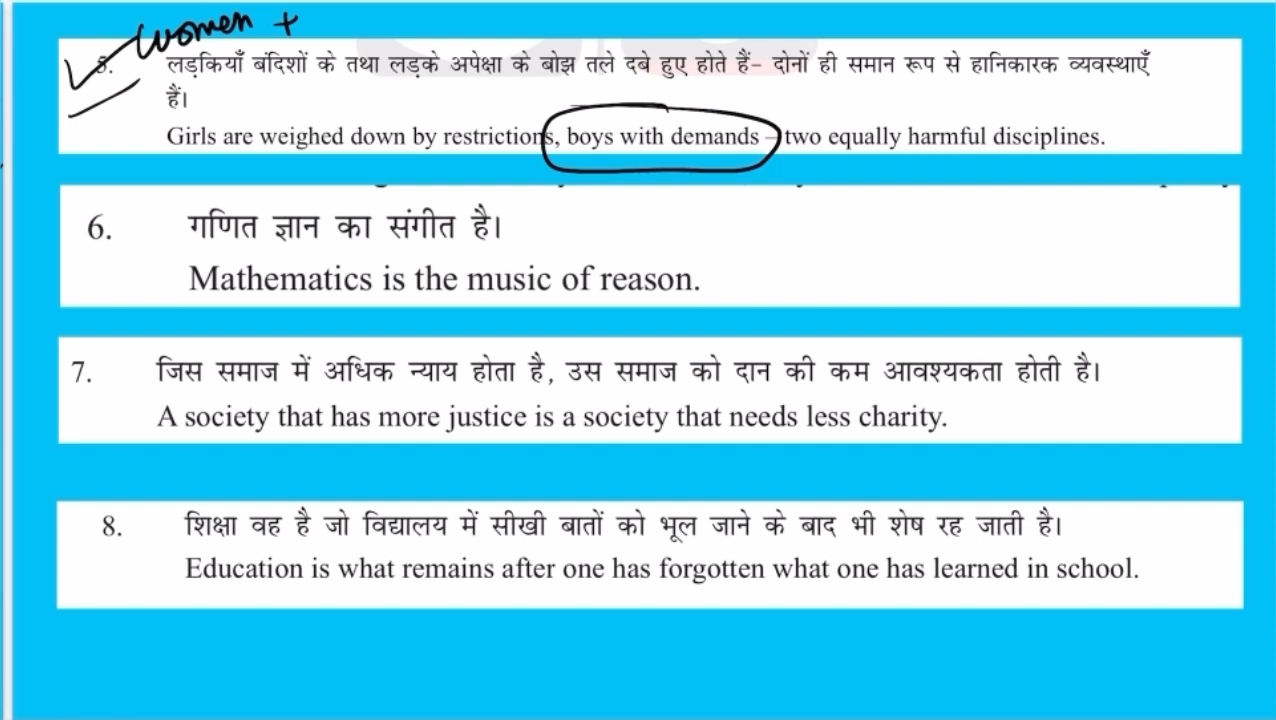 women +
5. लड़कियाँ बंदिशों के तथा लड़के अपेक्षा के बोझ तले दबे हुए होते हैं– दोनों ही समान रूप से हानिकारक व्यवस्थाएँ
हैं।
Girls are weighed down by restrictions, boys with demands – two equally harmful disciplines.
6. गणित ज्ञान का संगीत है।
Mathematics is the music of reason.
7. जिस समाज में अधिक न्याय होता है, उस समाज को दान की कम आवश्यकता होती है।
A society that has more justice is a society that needs less charity.
8. शिक्षा वह है जो विद्यालय में सीखी बातों को भूल जाने के बाद भी शेष रह जाती है।
Education is what remains after one has forgotten what one has learned in school.